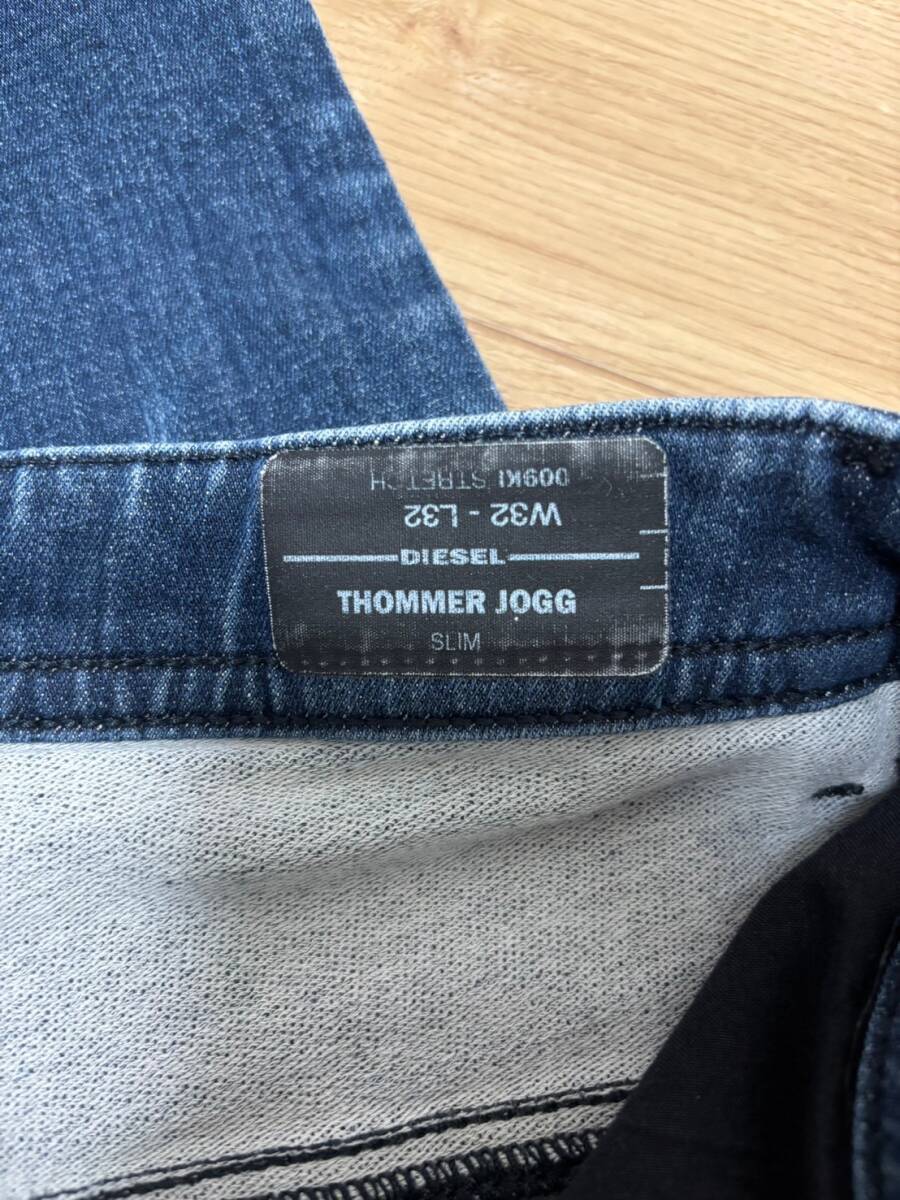 009KI STRETCH
W32 - L32
DIESEL
THOMMER JOGG
SLIM